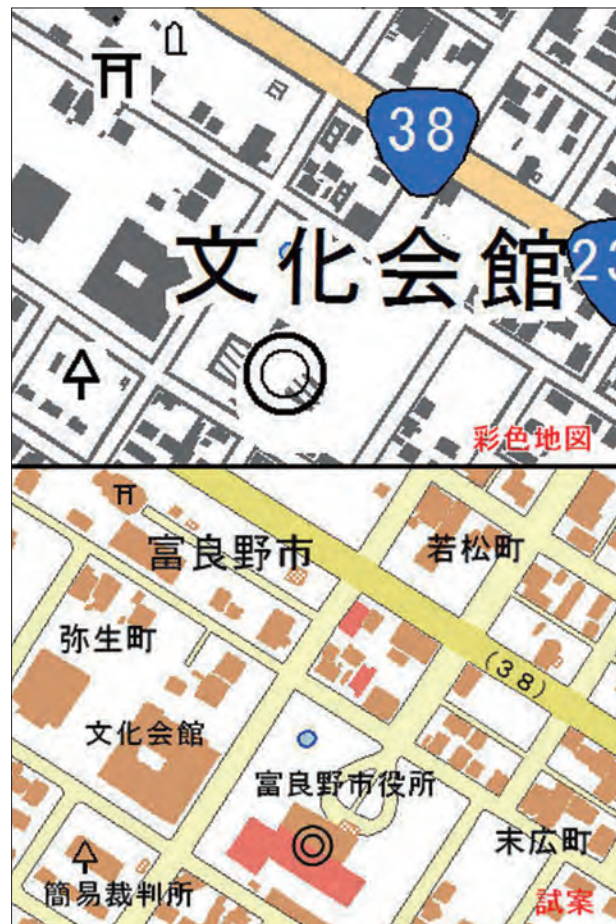 38
文化会館
23
彩色地図
富良野市
若松町
弥生町
(38)
文化会館
富良野市役所
末広町
簡易裁判所
試案